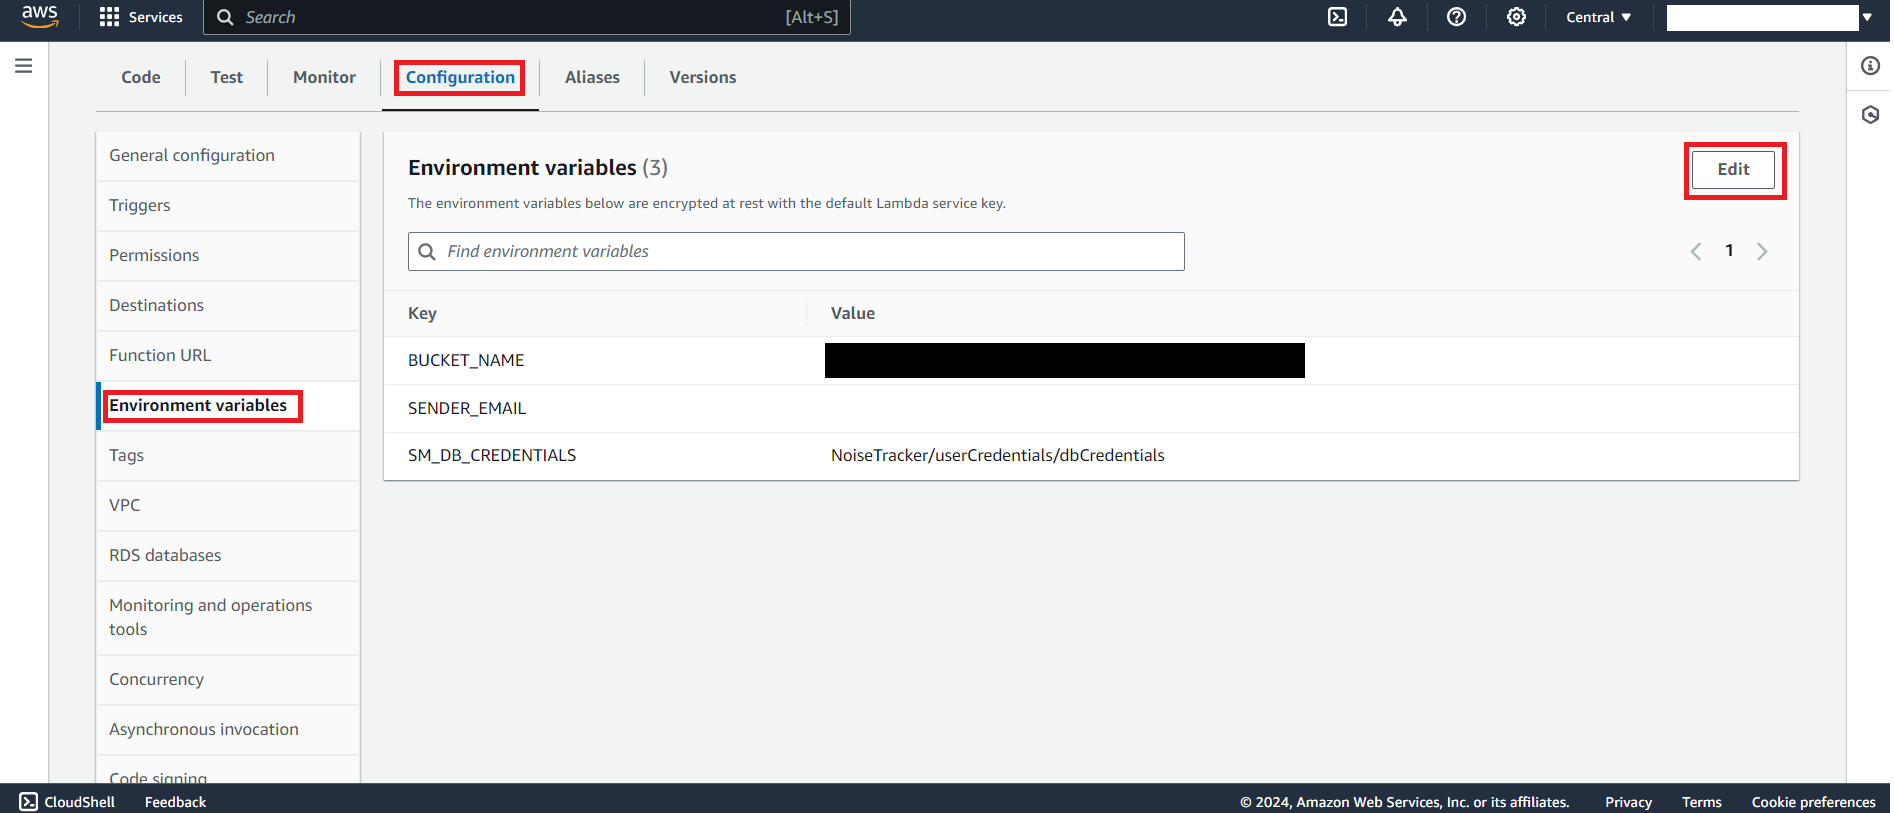 aws Services Search [Alt+S] Central
Code Test Monitor Configuration Aliases Versions
General configuration
Triggers
Permissions
Destinations
Function URL
Environment variables
Tags
VPC
RDS databases
Monitoring and operations
tools
Concurrency
Asynchronous invocation
Code signing
Environment variables (3)
Edit
The environment variables below are encrypted at rest with the default Lambda service key.
Find environment variables
1
Key Value
BUCKET_NAME
SENDER_EMAIL
SM_DB_CREDENTIALS NoiseTracker/userCredentials/dbCredentials
CloudShell Feedback © 2024, Amazon Web Services, Inc. or its affiliates. Privacy Terms Cookie preferences